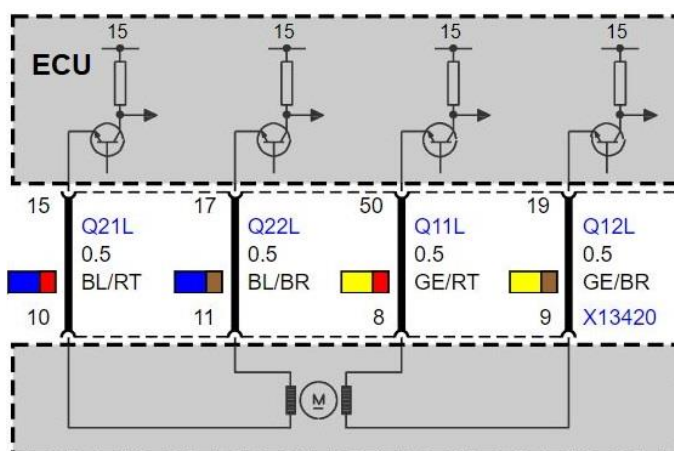 15 15 15 15
ECU
15 17 50 19
Q21L Q22L Q11L Q12L
0.5 0.5 0.5 0.5
BL/RT BL/BR GE/RT GE/BR
10 11 8 9 X13420
M